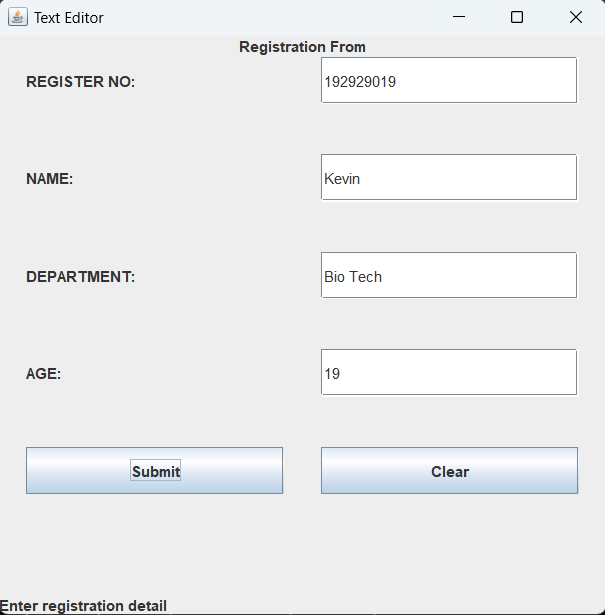 Text Editor
Registration From
REGISTER NO: 192929019
NAME: Kevin
DEPARTMENT: Bio Tech
AGE: 19
Submit Clear
Enter registration detail